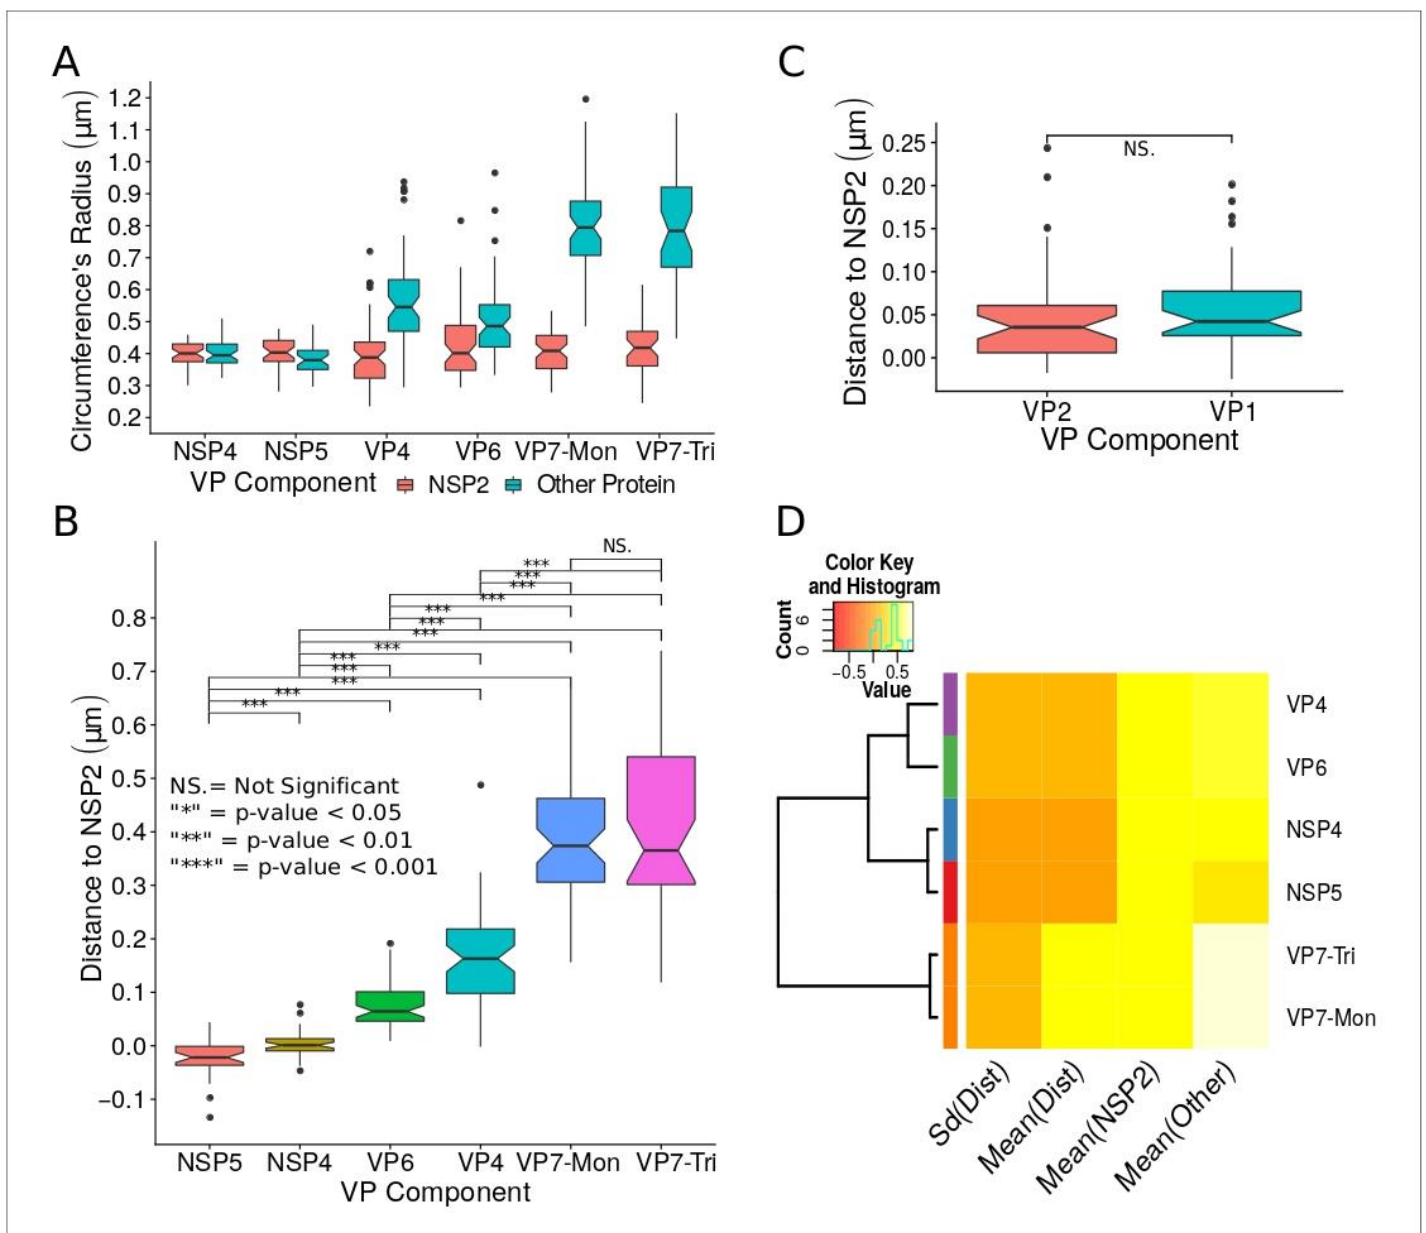 A
Circumference's Radius (µm)
1.2
1.1
1.0
0.9
0.8
0.7
0.6
0.5
0.4
0.3
0.2
NSP4 NSP5 VP4 VP6 VP7-Mon VP7-Tri
VP Component NSP2 Other Protein
C
Distance to NSP2 (µm)
0.25
0.20
0.15
0.10
0.05
0.00
NS.
VP2 VP1
VP Component
B
Distance to NSP2 (µm)
0.8
0.7
0.6
0.5
0.4
0.3
0.2
0.1
0.0
−0.1
NS.
***
***
***
***
***
***
***
***
***
***
***
***
***
NS.= Not Significant
"*" = p-value < 0.05
"**" = p-value < 0.01
"***" = p-value < 0.001
NSP5 NSP4 VP6 VP4 VP7-Mon VP7-Tri
VP Component
D
Color Key
and Histogram
Count
6
0
−0.5 0.5
Value
VP4
VP6
NSP4
NSP5
VP7-Tri
VP7-Mon
Sd(Dist) Mean(Dist) Mean(NSP2) Mean(Other)